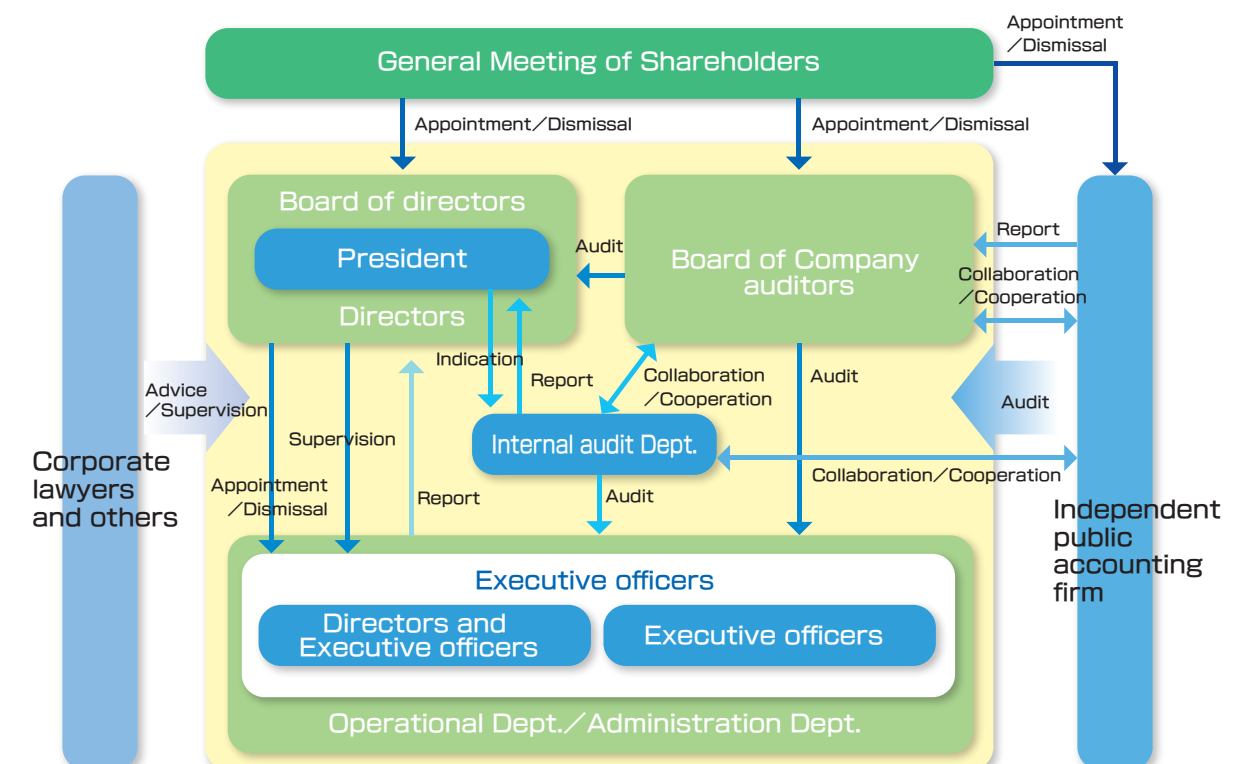 Appointment
／Dismissal
General Meeting of Shareholders
Appointment／Dismissal
Appointment／Dismissal
Board of directors
President
Directors
Audit
Board of Company
auditors
Report
Collaboration
／Cooperation
Indication
Report
Collaboration
／Cooperation
Audit
Advice
／Supervision
Audit
Supervision
Internal audit Dept.
Corporate
lawyers
and others
Appointment
／Dismissal
Report
Audit
Collaboration／Cooperation
Independent
public
accounting
firm
Executive officers
Directors and
Executive officers
Executive officers
Operational Dept.／Administration Dept.